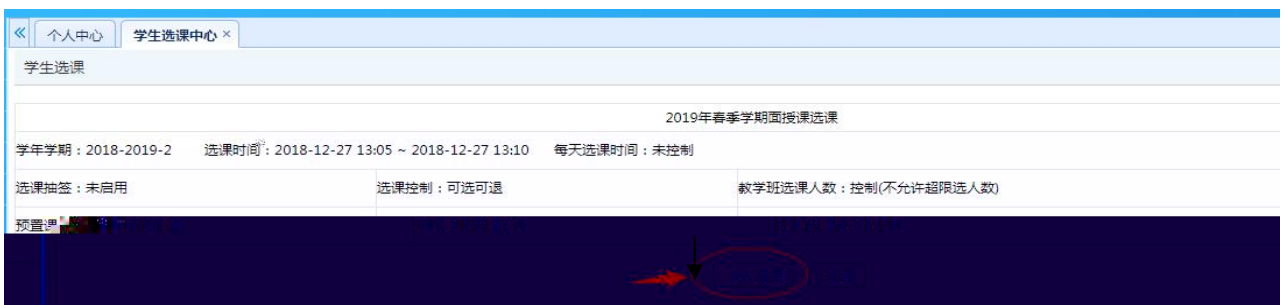 个人中心 学生选课中心 ×
学生选课
2019年春季学期面授课选课
学年学期：2018-2019-2 选课时间：2018-12-27 13:05 ~ 2018-12-27 13:10 每天选课时间：未控制
选课抽签：未启用 选课控制：可选可退 教学班选课人数：控制(不允许超限选人数)
预置课